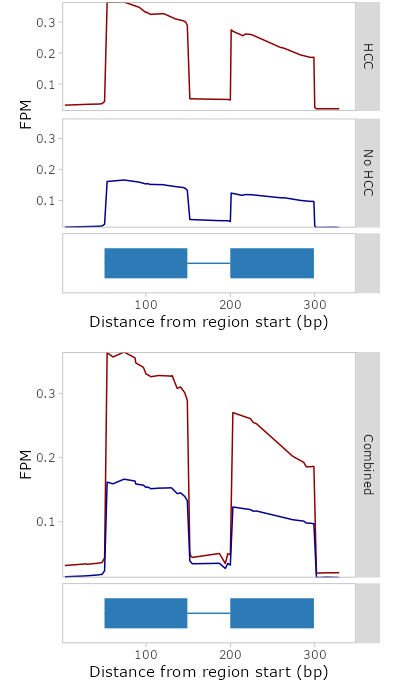 0.3
0.2
0.1
HCC
FPM
0.3
0.2
0.1
No HCC
100 200 300
Distance from region start (bp)
0.3
0.2
0.1
FPM
Combined
100 200 300
Distance from region start (bp)